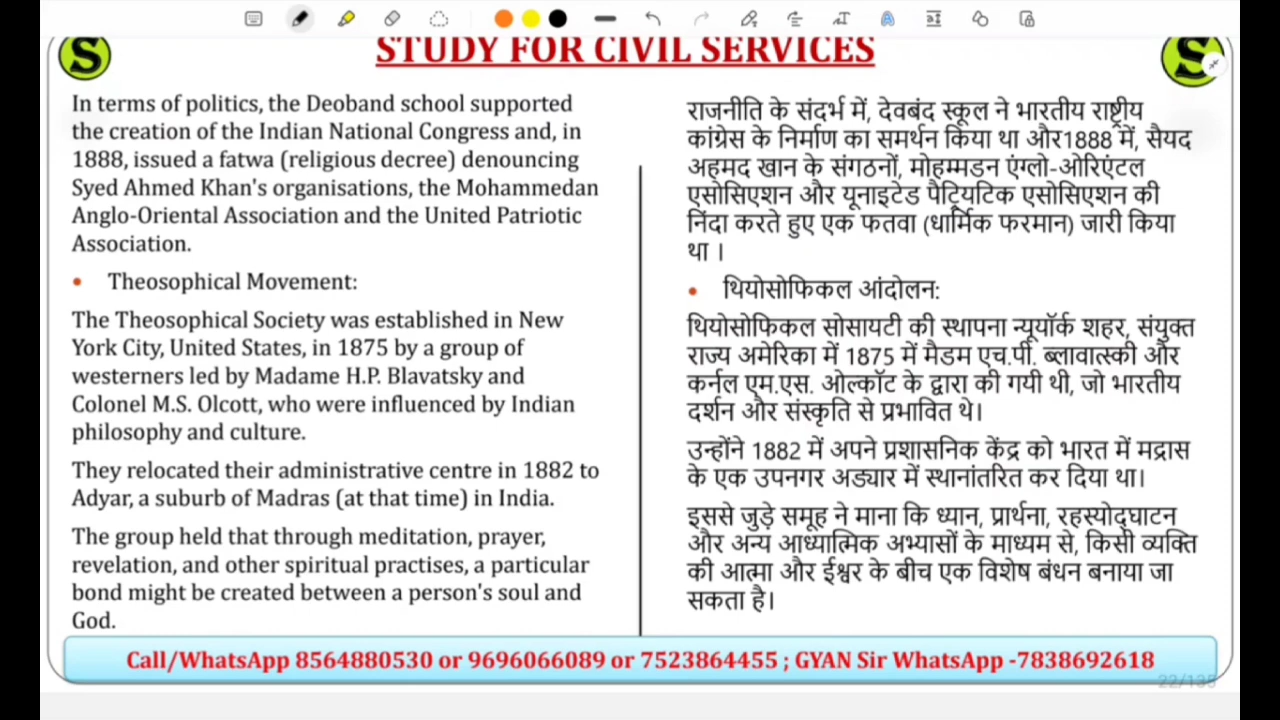 STUDY FOR CIVIL SERVICES
S
S
In terms of politics, the Deoband school supported
the creation of the Indian National Congress and, in
1888, issued a fatwa (religious decree) denouncing
Syed Ahmed Khan's organisations, the Mohammedan
Anglo-Oriental Association and the United Patriotic
Association.
• Theosophical Movement:
The Theosophical Society was established in New
York City, United States, in 1875 by a group of
westerners led by Madame H.P. Blavatsky and
Colonel M.S. Olcott, who were influenced by Indian
philosophy and culture.
They relocated their administrative centre in 1882 to
Adyar, a suburb of Madras (at that time) in India.
The group held that through meditation, prayer,
revelation, and other spiritual practises, a particular
bond might be created between a person's soul and
God.
राजनीति के संदर्भ में, देवबंद स्कूल ने भारतीय राष्ट्रीय
कांग्रेस के निर्माण का समर्थन किया था और1888 में, सैयद
अहमद खान के संगठनों, मोहम्मडन एंग्लो-ओरिएंटल
एसोसिएशन और यूनाइटेड पैट्रियटिक एसोसिएशन की
निंदा करते हुए एक फतवा (धार्मिक फरमान) जारी किया
था ।
• थियोसोफिकल आंदोलन:
थियोसोफिकल सोसायटी की स्थापना न्यूयॉर्क शहर, संयुक्त
राज्य अमेरिका में 1875 में मैडम एच.पी. ब्लावात्स्की और
कर्नल एम.एस. ओल्कॉट के द्वारा की गयी थी, जो भारतीय
दर्शन और संस्कृति से प्रभावित थे।
उन्होंने 1882 में अपने प्रशासनिक केंद्र को भारत में मद्रास
के एक उपनगर अड्यार में स्थानांतरित कर दिया था।
इससे जुड़े समूह ने माना कि ध्यान, प्रार्थना, रहस्योद्घाटन
और अन्य आध्यात्मिक अभ्यासों के माध्यम से, किसी व्यक्ति
की आत्मा और ईश्वर के बीच एक विशेष बंधन बनाया जा
सकता है।
Call/WhatsApp 8564880530 or 9696066089 or 7523864455 ; GYAN Sir WhatsApp -7838692618
22/135